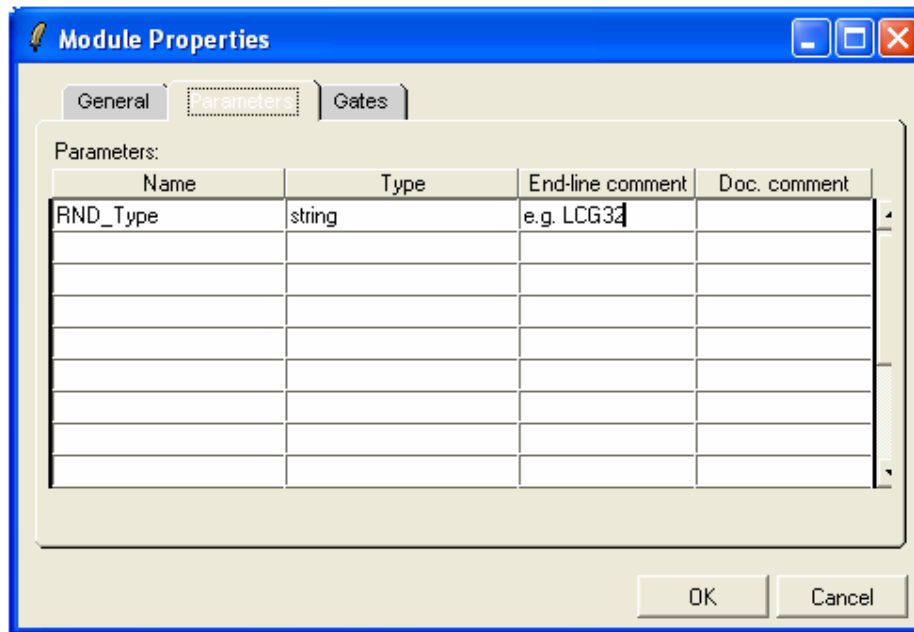 Module Properties
General Parameters Gates
Parameters:
Name Type End-line comment Doc. comment
RND_Type string e.g. LCG32
OK Cancel